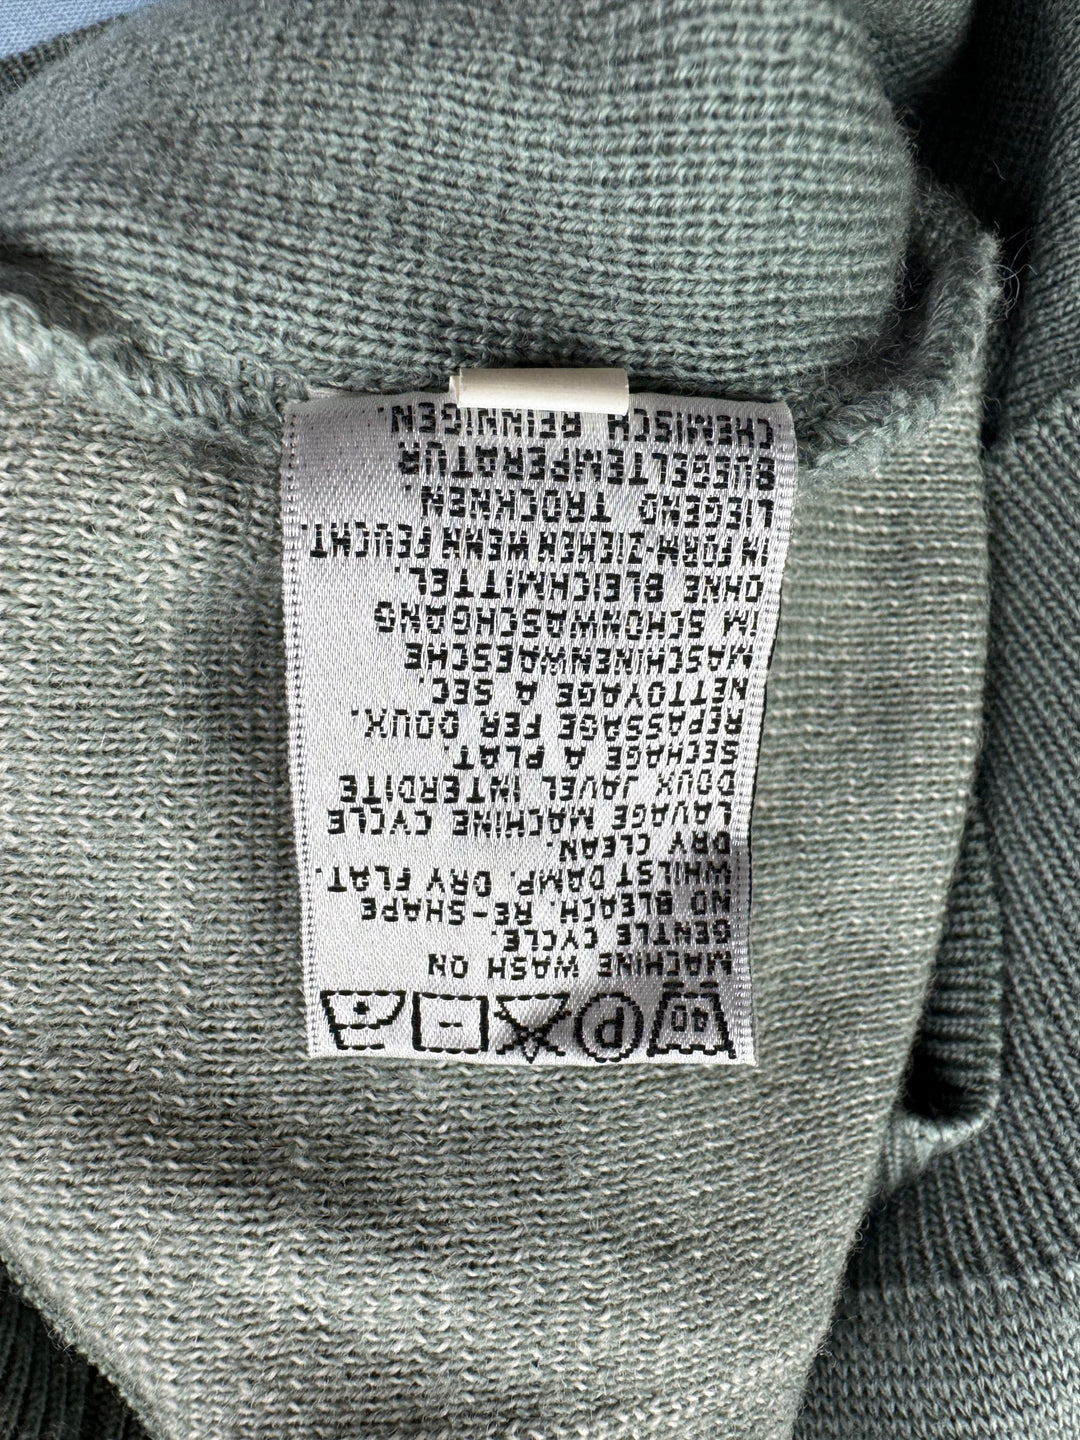 40 P
MACHINE WASH ON
GENTLE CYCLE.
NO BLEACH. RE-SHAPE
WHILST DAMP. DRY FLAT.
DRY CLEAN.
LAVAGE MACHINE CYCLE
DOUX JAVEL INTERDITE
SECHAGE A PLAT.
REPASSAGE FER DOUX.
NETTOYAGE A SEC
MASCHINENWAESCHE
IM SCHONWASCHGANG
OHNE BLEICHMITTEL.
IN FORM-ZIEHEN WENN FEUCHT
LIEGEND TROCKNEN.
BUEGELTEMPERATUR
CHEMISCH REINNIGEN.